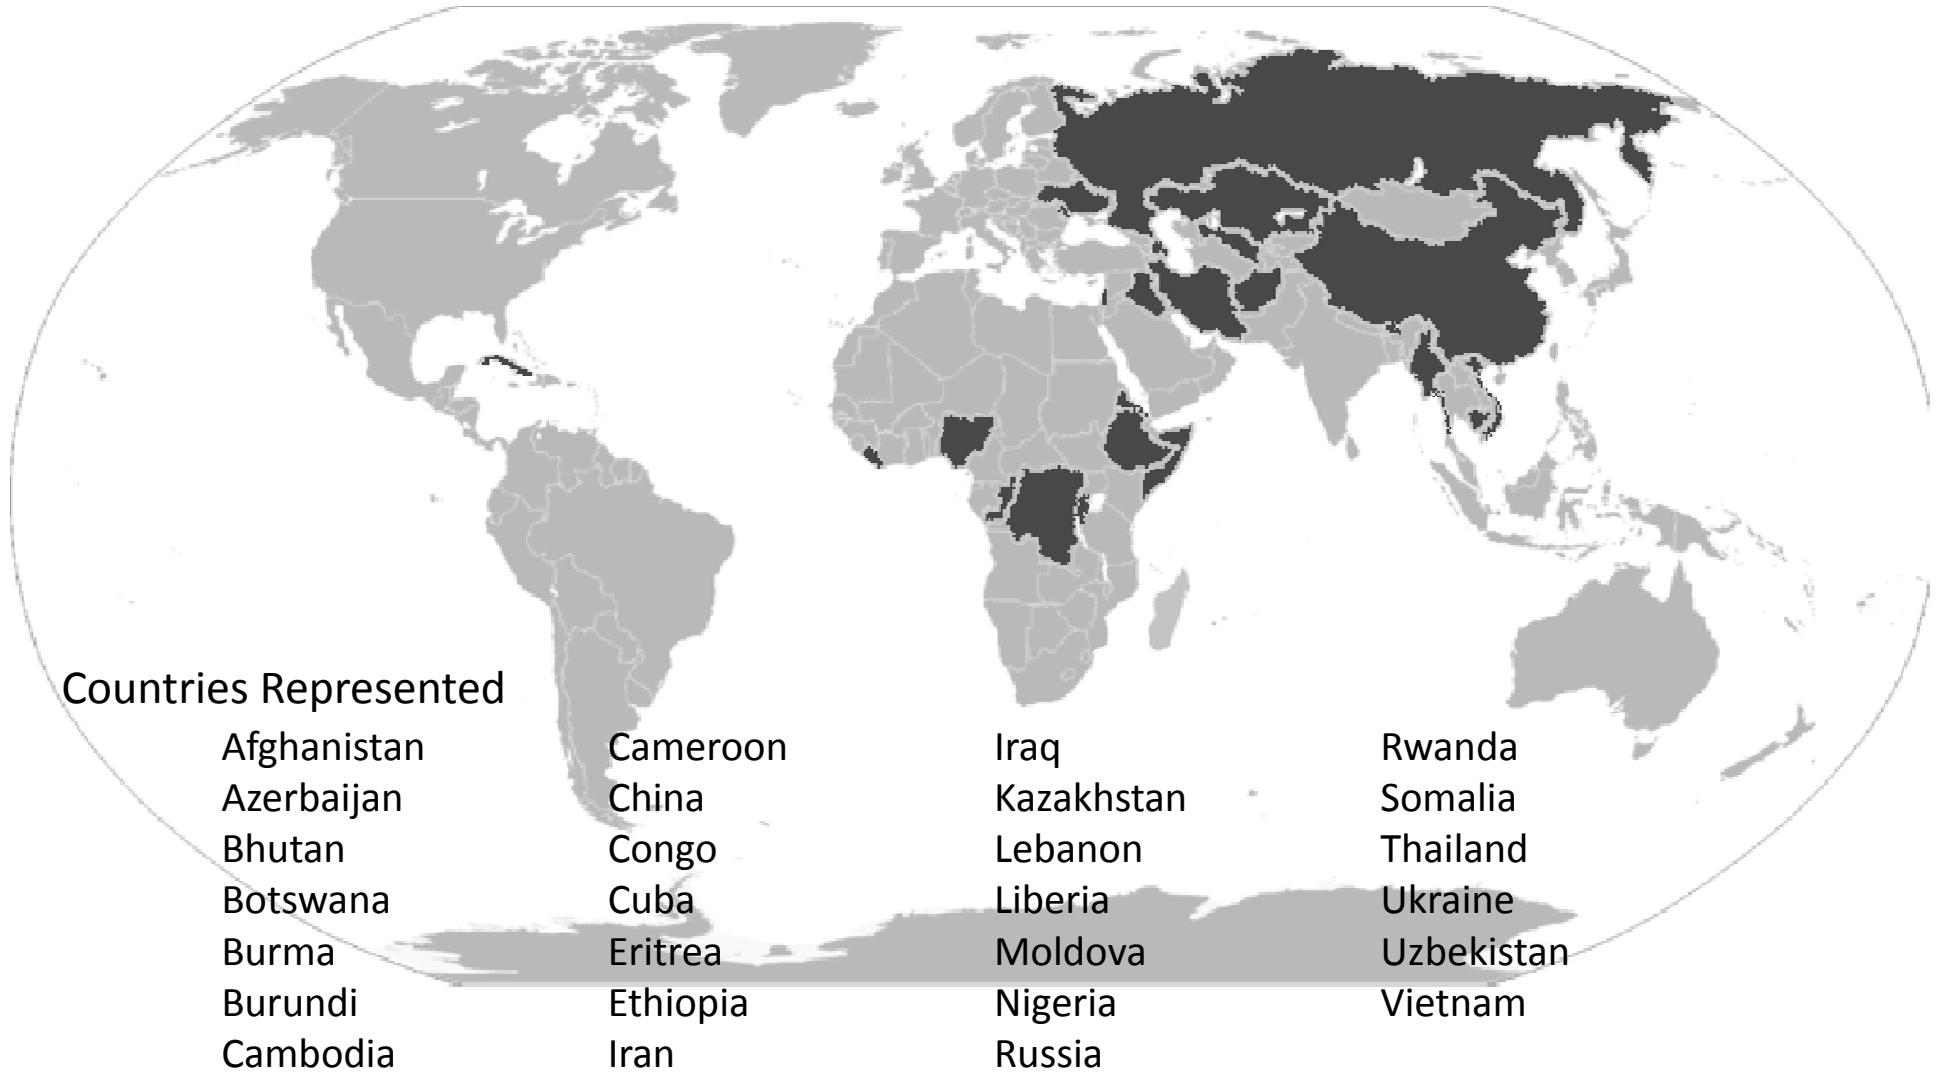 Countries Represented
Afghanistan
Azerbaijan
Bhutan
Botswana
Burma
Burundi
Cambodia
Cameroon
China
Congo
Cuba
Eritrea
Ethiopia
Iran
Iraq
Kazakhstan
Lebanon
Liberia
Moldova
Nigeria
Russia
Rwanda
Somalia
Thailand
Ukraine
Uzbekistan
Vietnam